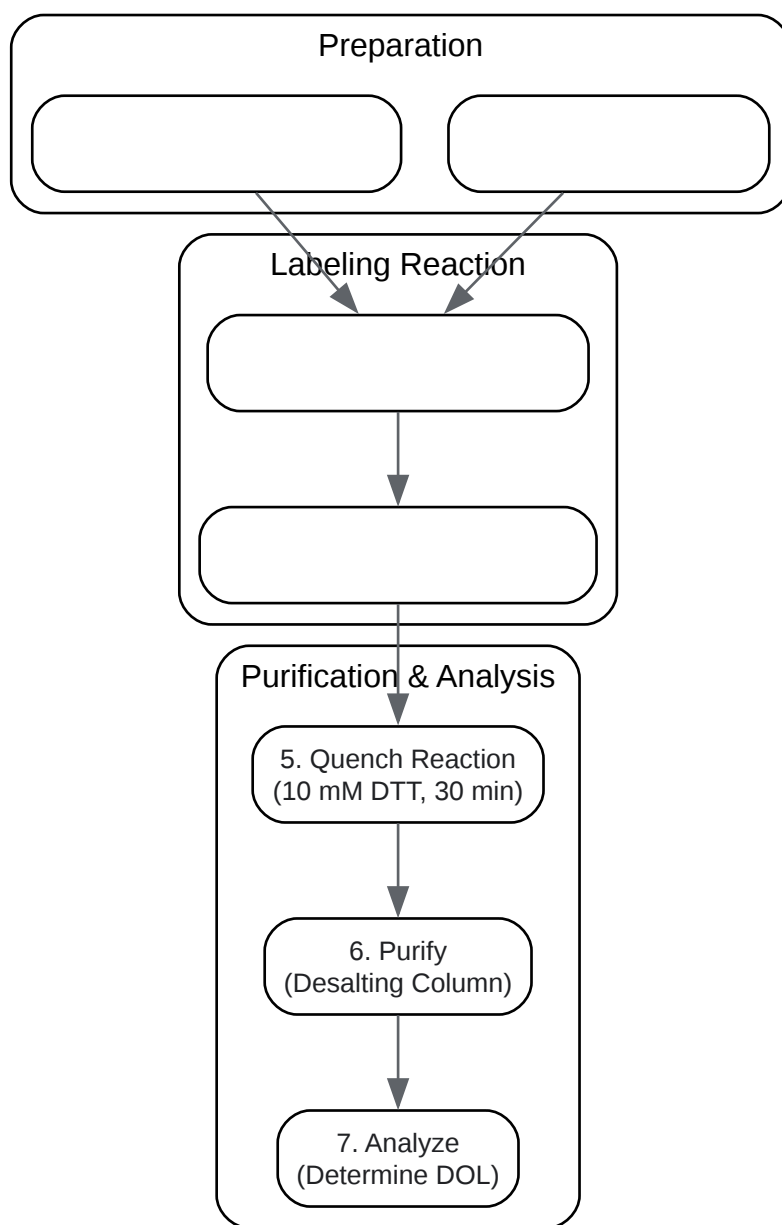 Preparation
Labeling Reaction
Purification & Analysis
5. Quench Reaction
(10 mM DTT, 30 min)
6. Purify
(Desalting Column)
7. Analyze
(Determine DOL)